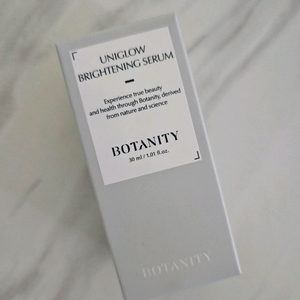 UNIGLOW
BRIGHTENING SERUM
Experience true beauty
and health through Botanity, derived
from nature and science
BOTANITY
30 ml / 1.01 fl.oz.
BOTANITY